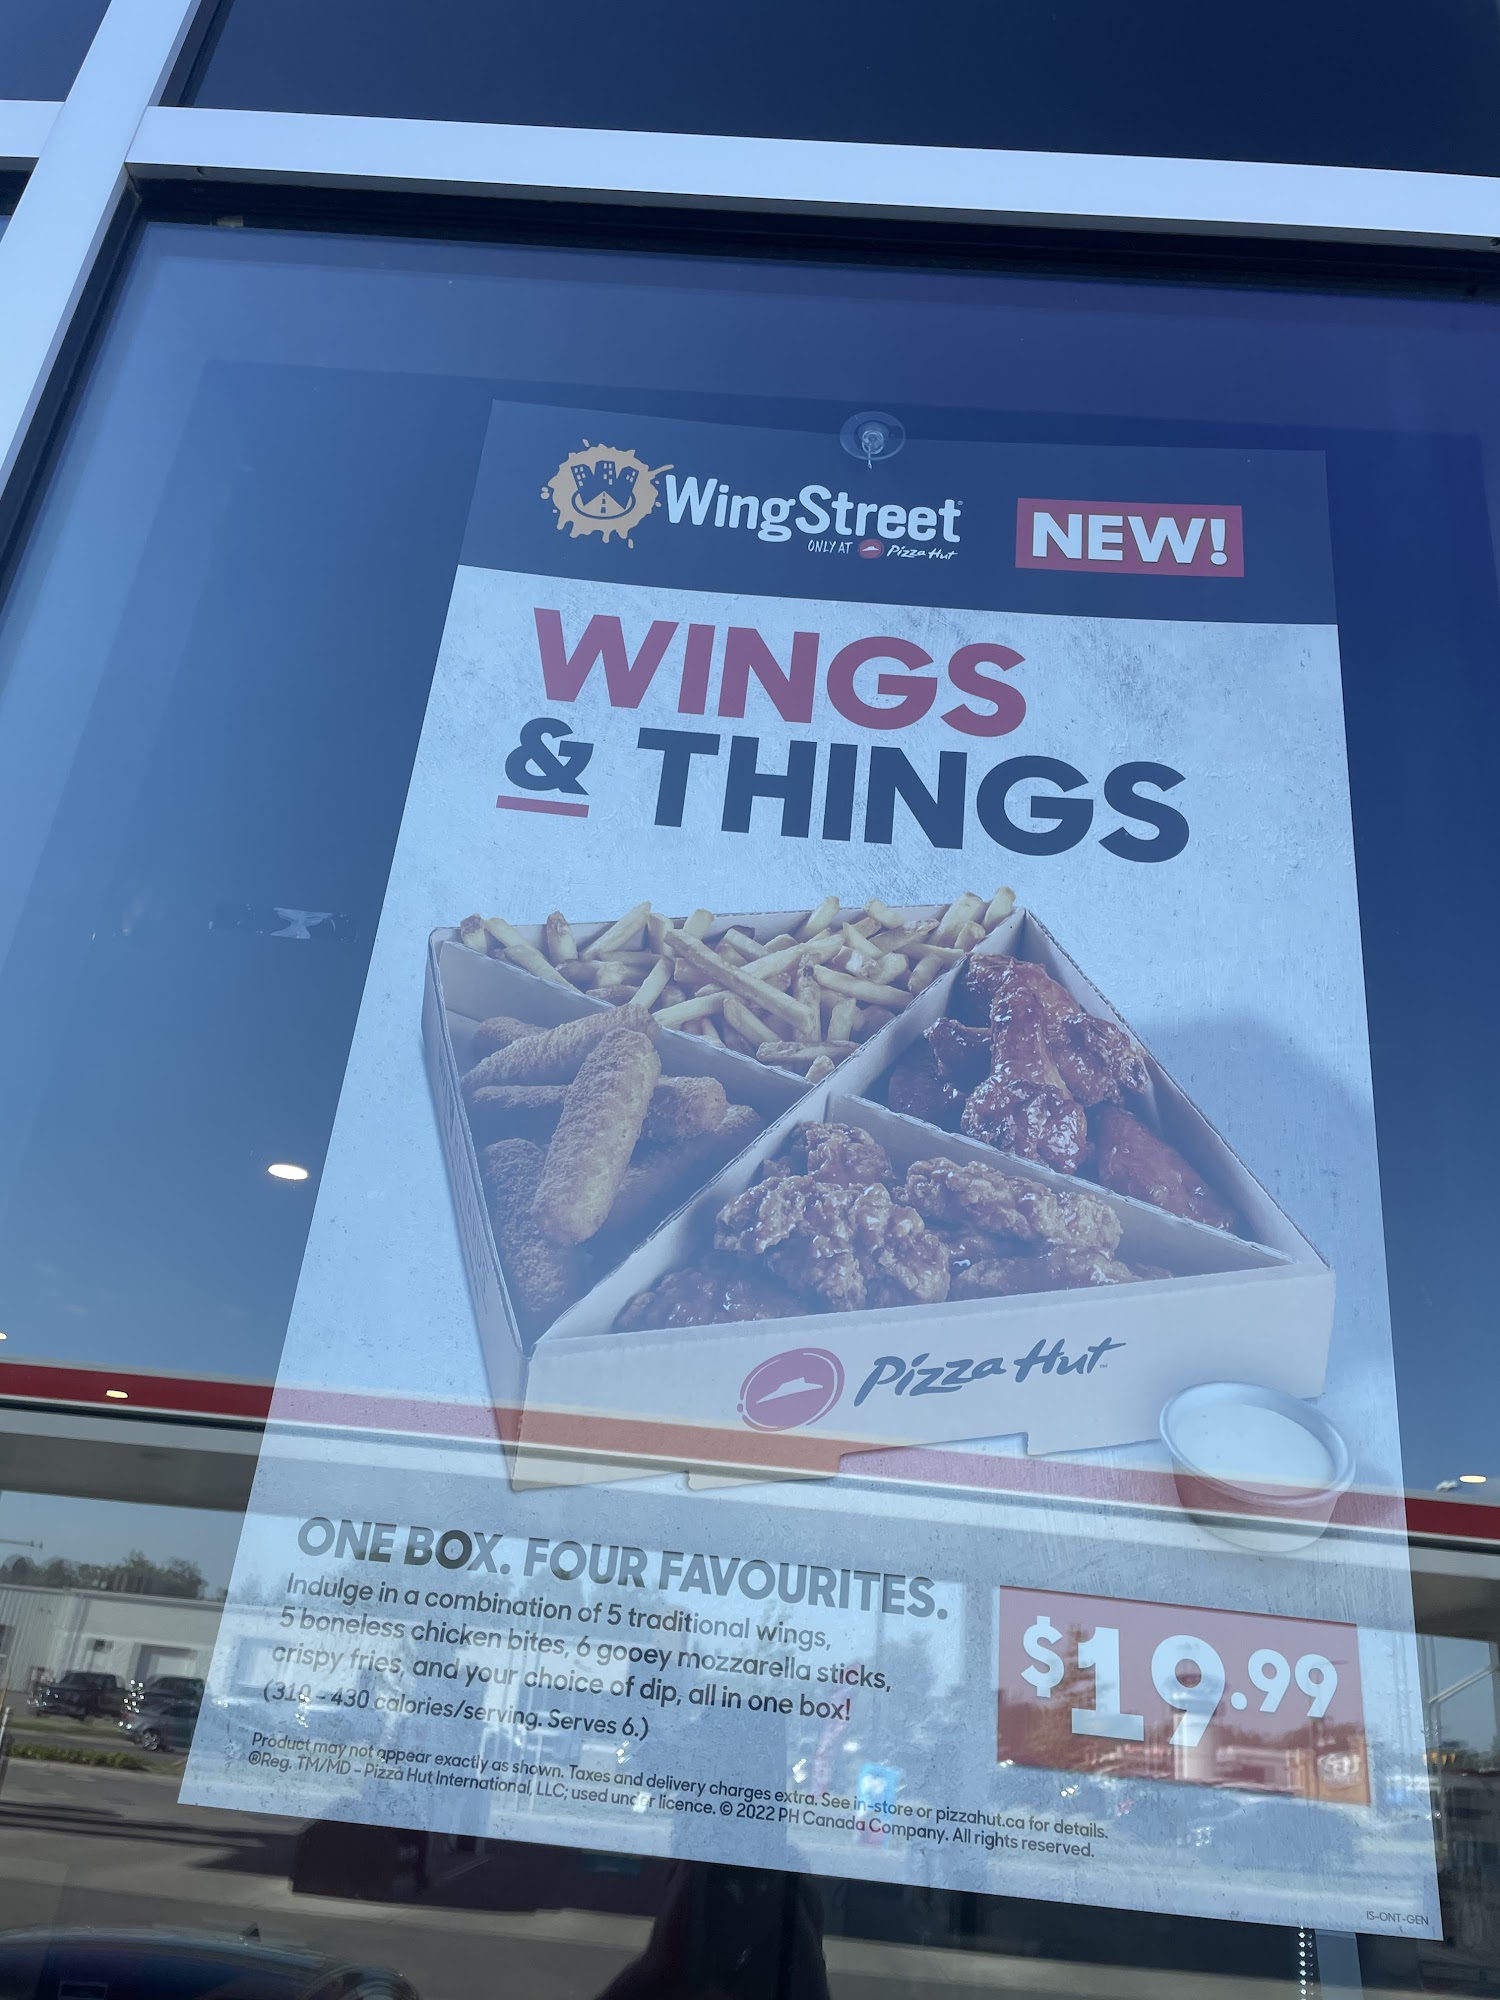 WingStreet
ONLY AT Pizza Hut
NEW!
WINGS
& THINGS
Pizza Hut
ONE BOX. FOUR FAVOURITES.
Indulge in a combination of 5 traditional wings,
5 boneless chicken bites, 6 gooey mozzarella sticks,
crispy fries, and your choice of dip, all in one box!
(310 - 430 calories/serving. Serves 6.)
$19.99
Product may not appear exactly as shown. Taxes and delivery charges extra. See in-store or pizzahut.ca for details.
®Reg. TM/MD – Pizza Hut International, LLC; used under licence. © 2022 PH Canada Company. All rights reserved.
IS-ONT-GEN